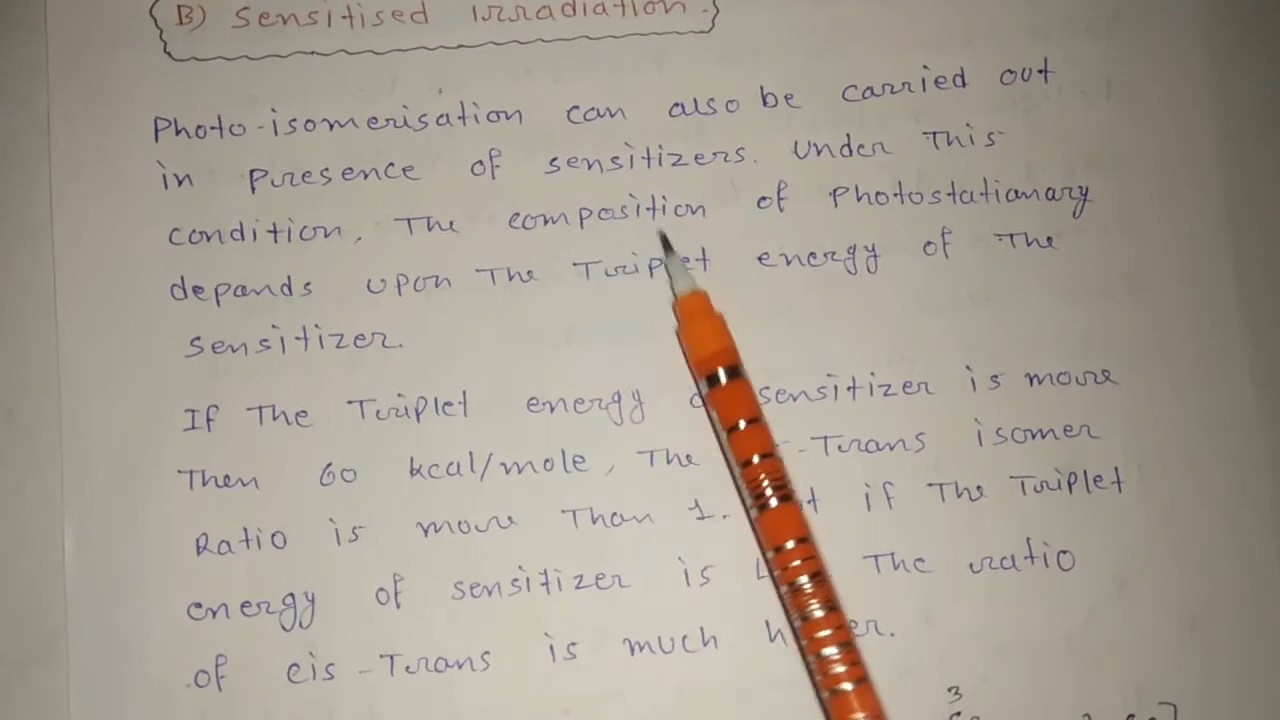 B) Sensitised irradiation.
Photo-isomerisation can also be carried out
in presence of sensitizers. Under This
condition, The composition of Photostationary
depands upon The Triplet energy of The
Sensitizer.
If The Triplet energy sensitizer is more
Then 60 kcal/mole, The -Trans isomer
Ratio is more Than 1. if The Triplet
energy of sensitizer is The ratio
of cis-Trans is much
3